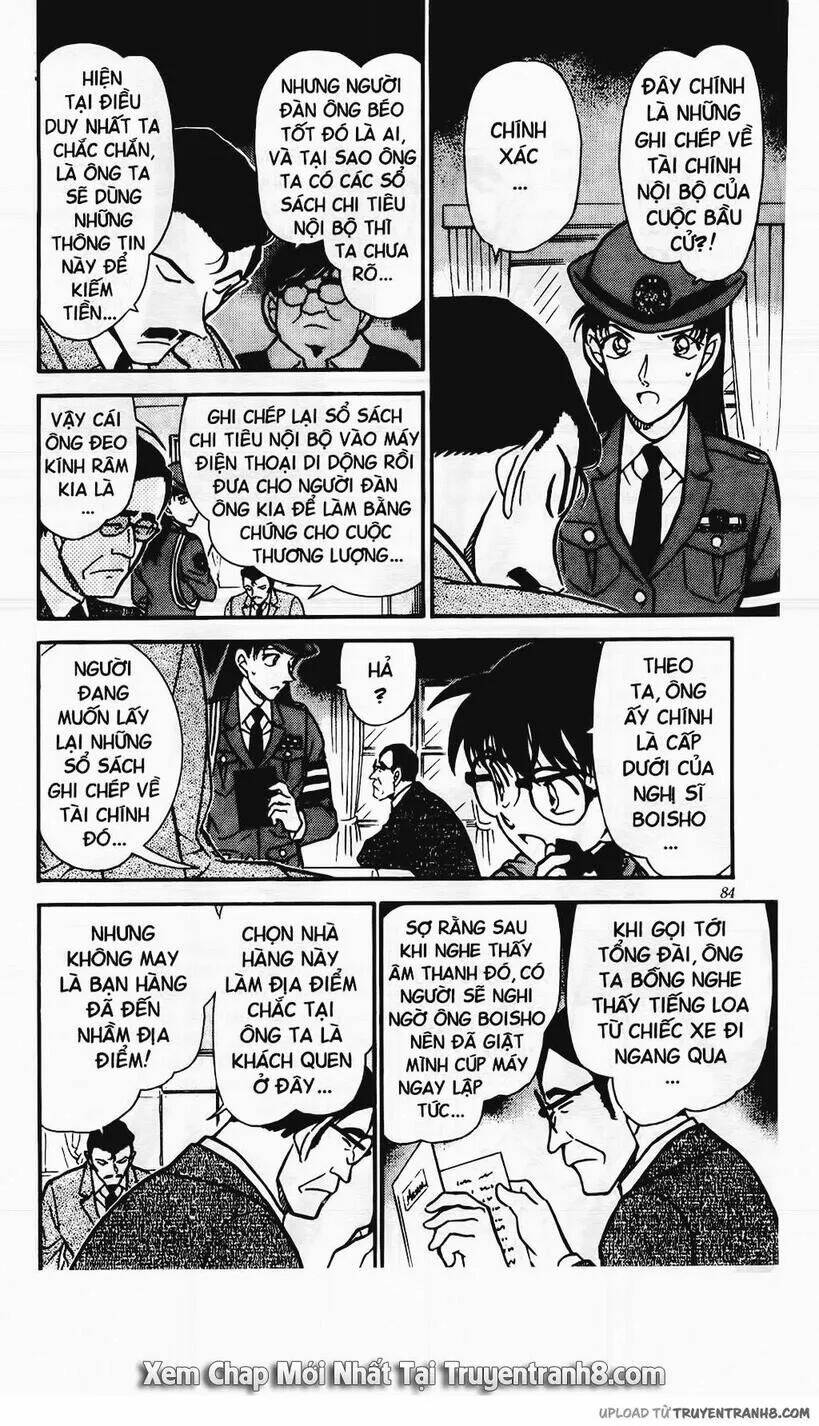 ĐÂY CHÍNH
LÀ NHỮNG
GHI CHÉP VỀ
TÀI CHÍNH
NỘI BỘ CỦA
CUỘC BẦU
CỬ?!
CHÍNH
XÁC
...
NHƯNG NGƯỜI
ĐÀN ÔNG BÉO
TỐT ĐÓ LÀ AI,
VÀ TẠI SAO ÔNG
TA CÓ CÁC SỔ
SÁCH CHI TIÊU
NỘI BỘ THÌ
TA CHƯA
RÕ...
HIỆN
TẠI ĐIỀU
DUY NHẤT TA
CHẮC CHẮN,
LÀ ÔNG TA
SẼ DÙNG
NHỮNG
THÔNG TIN
NÀY ĐỂ
KIẾM
TIỀN...
GHI CHÉP LẠI SỔ SÁCH
CHI TIÊU NỘI BỘ VÀO MÁY
ĐIỆN THOẠI DI DỘNG RỒI
ĐƯA CHO NGƯỜI ĐÀN
ÔNG KIA ĐỂ LÀM BẰNG
CHỨNG CHO CUỘC
THƯƠNG LƯỢNG...
VẬY CÁI
ÔNG ĐEO
KÍNH RÂM
KIA LÀ
...
THEO
TA, ÔNG
ẤY CHÍNH
LÀ CẤP
DƯỚI CỦA
NGHỊ SĨ
BOISHO
...
HẢ
?
NGƯỜI
ĐANG
MUỐN LẤY
LẠI NHỮNG
SỔ SÁCH
GHI CHÉP VỀ
TÀI CHÍNH
ĐÓ...
84
KHI GỌI TỚI
TỔNG ĐÀI, ÔNG
TA BỖNG NGHE
THẤY TIẾNG LOA
TỪ CHIẾC XE ĐI
NGANG QUA
...
SỢ RẰNG SAU
KHI NGHE THẤY
ÂM THANH ĐÓ, CÓ
NGƯỜI SẼ NGHI
NGỜ ÔNG BOISHO
NÊN ĐÃ GIẬT
MÌNH CÚP MÁY
NGAY LẬP
TỨC...
CHỌN NHÀ
HÀNG NÀY
LÀM ĐỊA ĐIỂM
CHẮC TẠI
ÔNG TA LÀ
KHÁCH QUEN
Ở ĐÂY...
NHƯNG
KHÔNG MAY
LÀ BẠN HÀNG
ĐÃ ĐẾN
NHẦM ĐỊA
ĐIỂM!
Xem Chap Mới Nhất Tại Truyentranh8.com
UPLOAD TỪ TRUYENTRANH8.COM